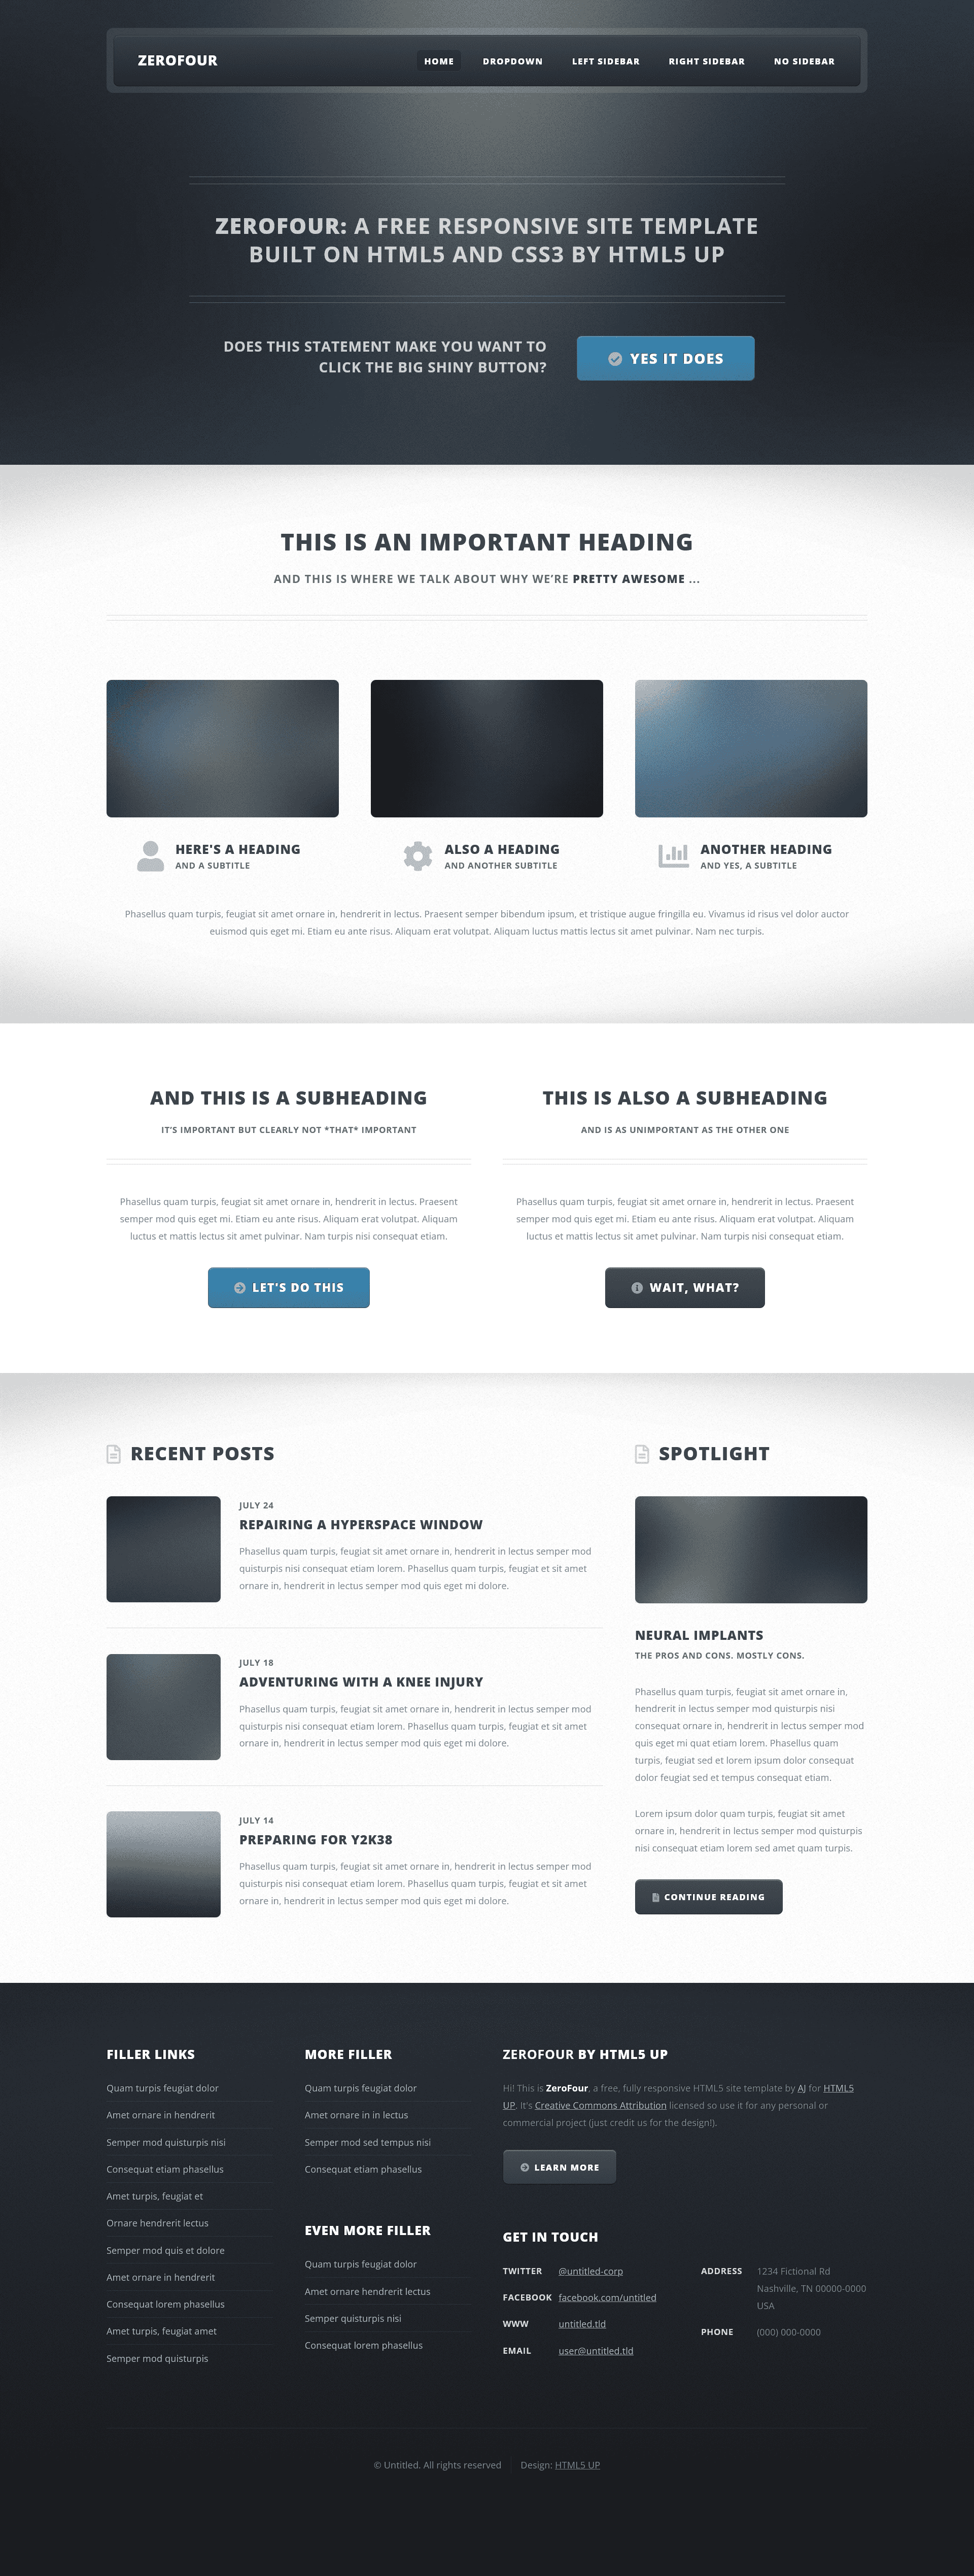 ZEROFOUR
HOME DROPDOWN LEFT SIDEBAR RIGHT SIDEBAR NO SIDEBAR
ZEROFOUR: A FREE RESPONSIVE SITE TEMPLATE
BUILT ON HTML5 AND CSS3 BY HTML5 UP
DOES THIS STATEMENT MAKE YOU WANT TO
CLICK THE BIG SHINY BUTTON?
YES IT DOES
THIS IS AN IMPORTANT HEADING
AND THIS IS WHERE WE TALK ABOUT WHY WE'RE PRETTY AWESOME ...
HERE'S A HEADING
AND A SUBTITLE
ALSO A HEADING
AND ANOTHER SUBTITLE
ANOTHER HEADING
AND YES, A SUBTITLE
Phasellus quam turpis, feugiat sit amet ornare in, hendrerit in lectus. Praesent semper bibendum ipsum, et tristique augue fringilla eu. Vivamus id risus vel dolor auctor
euismod quis eget mi. Etiam eu ante risus. Aliquam erat volutpat. Aliquam luctus mattis lectus sit amet pulvinar. Nam nec turpis.
AND THIS IS A SUBHEADING
IT'S IMPORTANT BUT CLEARLY NOT *THAT* IMPORTANT
Phasellus quam turpis, feugiat sit amet ornare in, hendrerit in lectus. Praesent
semper mod quis eget mi. Etiam eu ante risus. Aliquam erat volutpat. Aliquam
luctus et mattis lectus sit amet pulvinar. Nam turpis nisi consequat etiam.
LET'S DO THIS
THIS IS ALSO A SUBHEADING
AND IS AS UNIMPORTANT AS THE OTHER ONE
Phasellus quam turpis, feugiat sit amet ornare in, hendrerit in lectus. Praesent
semper mod quis eget mi. Etiam eu ante risus. Aliquam erat volutpat. Aliquam
luctus et mattis lectus sit amet pulvinar. Nam turpis nisi consequat etiam.
WAIT, WHAT?
RECENT POSTS
JULY 24
REPAIRING A HYPERSPACE WINDOW
Phasellus quam turpis, feugiat sit amet ornare in, hendrerit in lectus semper mod
quisturpis nisi consequat etiam lorem. Phasellus quam turpis, feugiat et sit amet
ornare in, hendrerit in lectus semper mod quis eget mi dolore.
JULY 18
ADVENTURING WITH A KNEE INJURY
Phasellus quam turpis, feugiat sit amet ornare in, hendrerit in lectus semper mod
quisturpis nisi consequat etiam lorem. Phasellus quam turpis, feugiat et sit amet
ornare in, hendrerit in lectus semper mod quis eget mi dolore.
JULY 14
PREPARING FOR Y2K38
Phasellus quam turpis, feugiat sit amet ornare in, hendrerit in lectus semper mod
quisturpis nisi consequat etiam lorem. Phasellus quam turpis, feugiat et sit amet
ornare in, hendrerit in lectus semper mod quis eget mi dolore.
SPOTLIGHT
NEURAL IMPLANTS
THE PROS AND CONS. MOSTLY CONS.
Phasellus quam turpis, feugiat sit amet ornare in,
hendrerit in lectus semper mod quisturpis nisi
consequat ornare in, hendrerit in lectus semper mod
quis eget mi quat etiam lorem. Phasellus quam
turpis, feugiat sed et lorem ipsum dolor consequat
dolor feugiat sed et tempus consequat etiam.
Lorem ipsum dolor quam turpis, feugiat sit amet
ornare in, hendrerit in lectus semper mod quisturpis
nisi consequat etiam lorem sed amet quam turpis.
CONTINUE READING
FILLER LINKS
Quam turpis feugiat dolor
Amet ornare in hendrerit
Semper mod quisturpis nisi
Consequat etiam phasellus
Amet turpis, feugiat et
Ornare hendrerit lectus
Semper mod quis et dolore
Amet ornare in hendrerit
Consequat lorem phasellus
Amet turpis, feugiat amet
Semper mod quisturpis
MORE FILLER
Quam turpis feugiat dolor
Amet ornare in in lectus
Semper mod sed tempus nisi
Consequat etiam phasellus
EVEN MORE FILLER
Quam turpis feugiat dolor
Amet ornare hendrerit lectus
Semper quisturpis nisi
Consequat lorem phasellus
ZEROFOUR BY HTML5 UP
Hi! This is ZeroFour, a free, fully responsive HTML5 site template by AJ for HTML5
UP. It's Creative Commons Attribution licensed so use it for any personal or
commercial project (just credit us for the design!).
LEARN MORE
GET IN TOUCH
TWITTER @untitled-corp
FACEBOOK facebook.com/untitled
WWW untitled.tld
EMAIL user@untitled.tld
ADDRESS 1234 Fictional Rd
Nashville, TN 00000-0000
USA
PHONE (000) 000-0000
© Untitled. All rights reserved Design: HTML5 UP